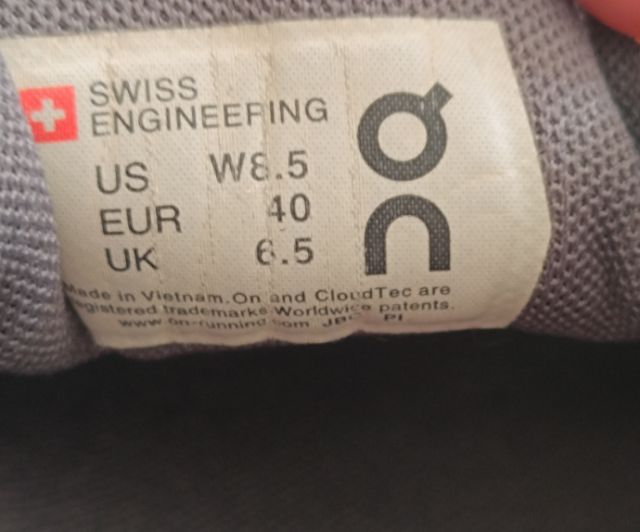 SWISS
ENGINEERING
US W8.5
EUR 40
UK 6.5
On
Made in Vietnam.On and CloudTec are
registered trademarks Worldwide patents.
www.on-running.com